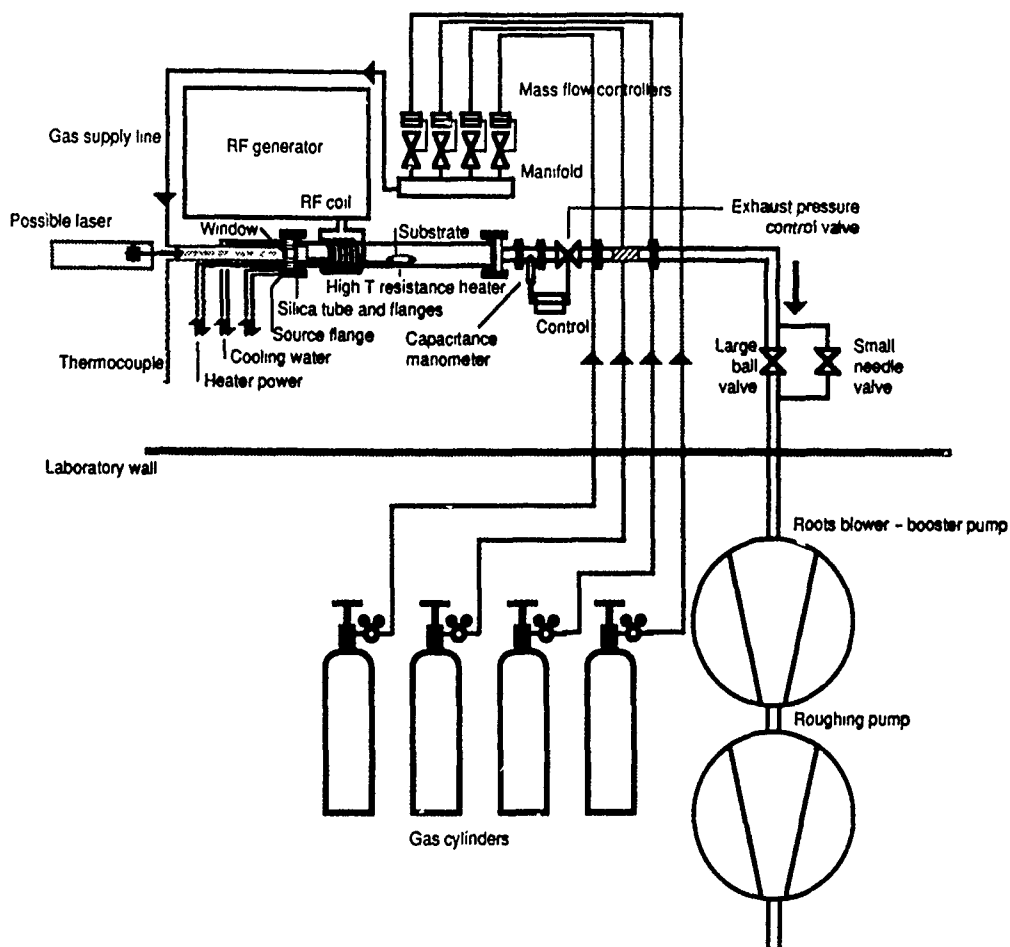 Mass flow controllers
Gas supply line
RF generator
Manifold
RF coil
Exhaust pressure
control valve
Possible laser
Window
Substrate
High T resistance heater
Silica tube and flanges
Source flange
Control
Capacitance
manometer
Cooling water
Thermocouple
Heater power
Large
ball
valve
Small
needle
valve
Laboratory wall
Roots blower - booster pump
Roughing pump
Gas cylinders